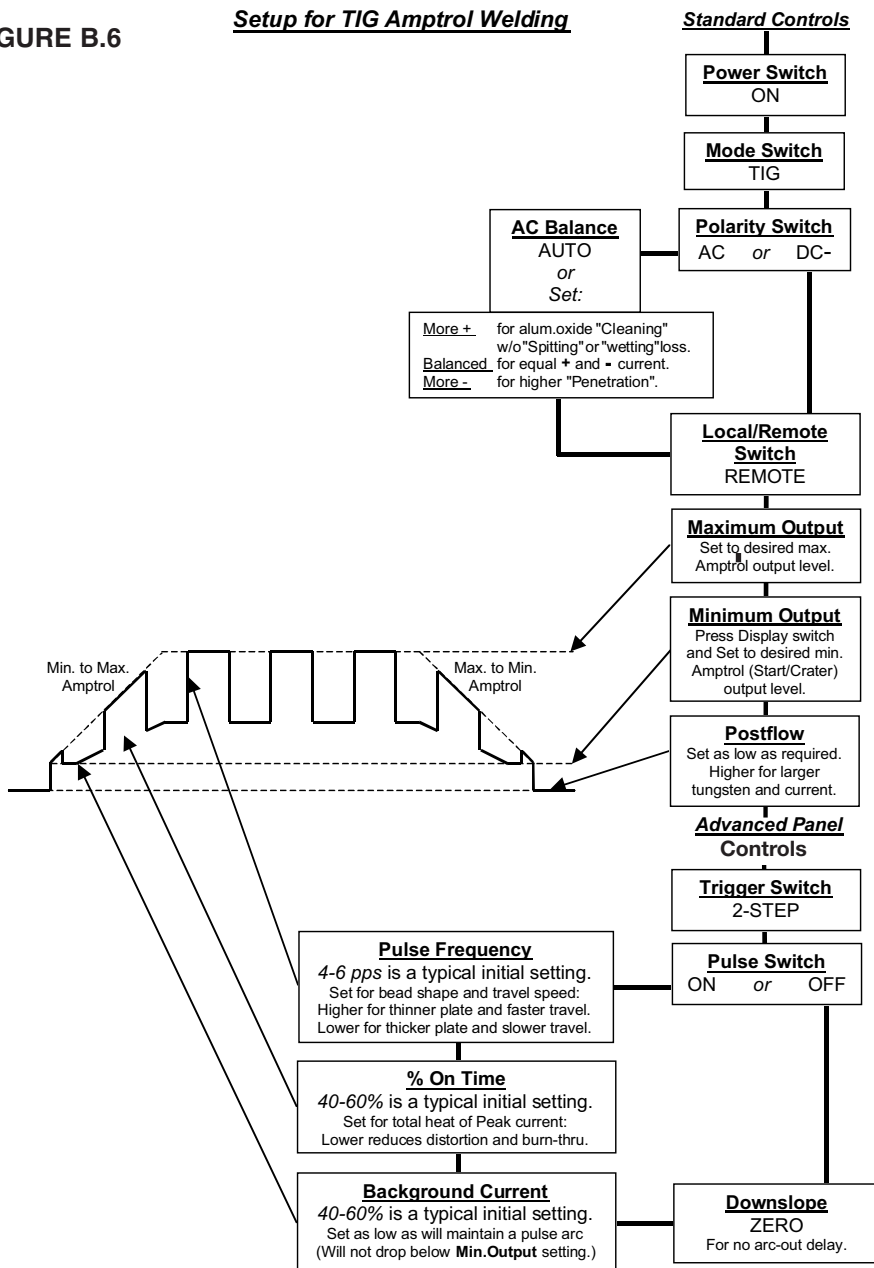 Setup for TIG Amptrol Welding
GURE B.6
Standard Controls
Power Switch
ON
Mode Switch
TIG
Polarity Switch
AC or DC-
AC Balance
AUTO
or
Set:
More + for alum.oxide "Cleaning"
w/o"Spitting"or"wetting"loss.
Balanced for equal + and - current.
More - for higher "Penetration".
Local/Remote
Switch
REMOTE
Maximum Output
Set to desired max.
Amptrol output level.
Minimum Output
Press Display switch
and Set to desired min.
Amptrol (Start/Crater)
output level.
Min. to Max.
Amptrol
Max. to Min.
Amptrol
Postflow
Set as low as required.
Higher for larger
tungsten and current.
Advanced Panel
Controls
Trigger Switch
2-STEP
Pulse Switch
ON or OFF
Pulse Frequency
4-6 pps is a typical initial setting.
Set for bead shape and travel speed:
Higher for thinner plate and faster travel.
Lower for thicker plate and slower travel.
% On Time
40-60% is a typical initial setting.
Set for total heat of Peak current:
Lower reduces distortion and burn-thru.
Background Current
40-60% is a typical initial setting.
Set as low as will maintain a pulse arc
(Will not drop below Min.Output setting.)
Downslope
ZERO
For no arc-out delay.